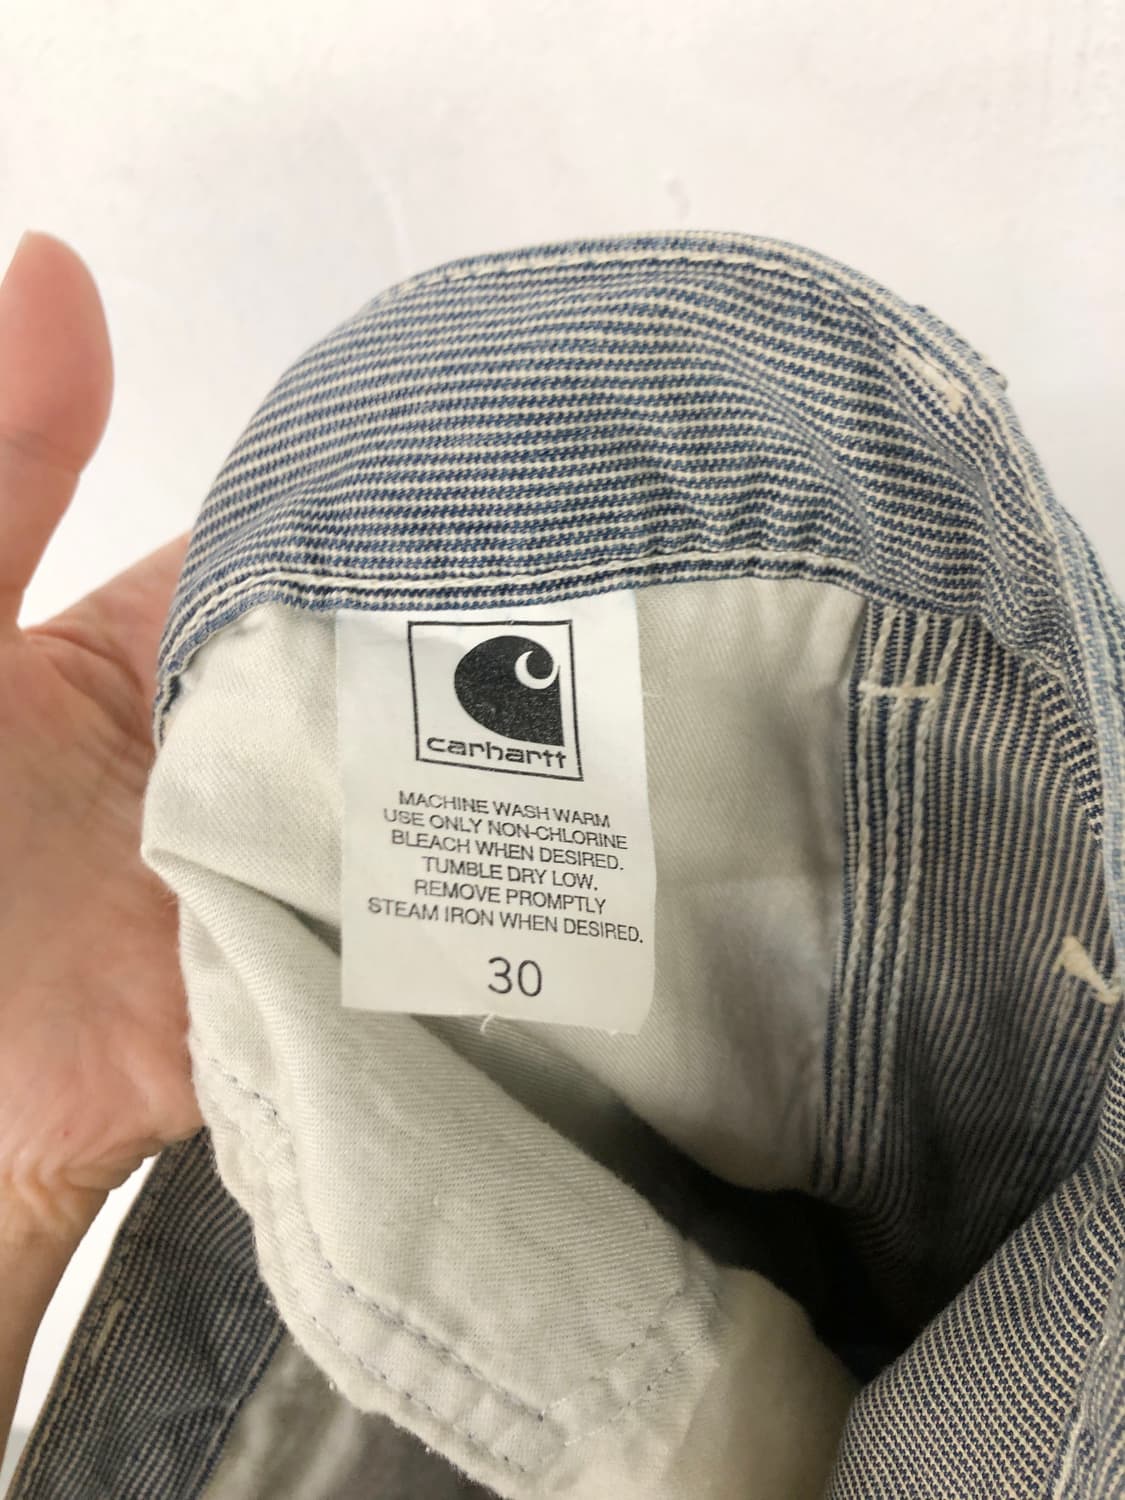 carhartt
MACHINE WASH WARM
USE ONLY NON-CHLORINE
BLEACH WHEN DESIRED.
TUMBLE DRY LOW.
REMOVE PROMPTLY
STEAM IRON WHEN DESIRED.
30